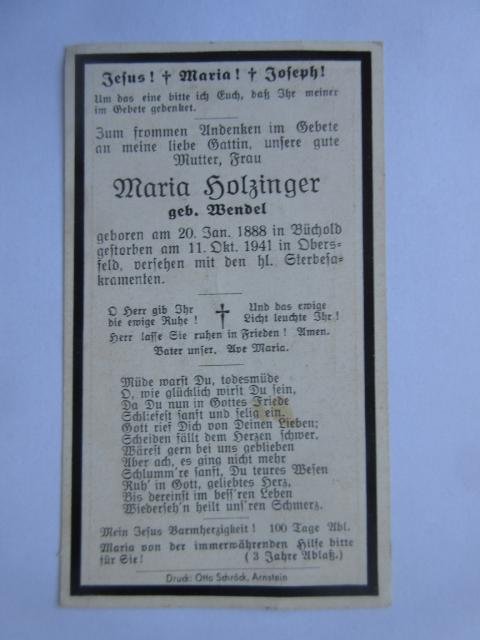 Jesus! † Maria! † Joseph!
Um das eine bitte ich Euch, daß Ihr meiner
im Gebete gedenket.
Zum frommen Andenken im Gebete
an meine liebe Gattin, unsere gute
Mutter, Frau
Maria Holzinger
geb. Wendel
geboren am 20. Jan. 1888 in Büchold
gestorben am 11. Okt. 1941 in Obers-
feld, versehen mit den hl. Sterbesa-
kramenten.
O Herr gib Ihr † Und das ewige
die ewige Ruhe! Licht leuchte Ihr!
Herr lasse Sie ruhen in Frieden! Amen.
Vater unser. Ave Maria.
Müde warst Du, todesmüde
O, wie glücklich wirst Du sein,
Da Du nun in Gottes Friede
Schliefest sanft und selig ein.
Gott rief Dich von Deinen Lieben;
Scheiden fällt dem Herzen schwer.
Wärest gern bei uns geblieben
Aber ach, es ging nicht mehr
Schlumm're sanft, Du teures Wesen
Ruh' in Gott, geliebtes Herz,
Bis dereinst im bess'ren Leben
Wiederseh'n heilt uns'ren Schmerz.
Mein Jesus Barmherzigkeit! 100 Tage Abl.
Maria von der immerwährenden Hilfe bitte
für Sie! (3 Jahre Ablaß.)
Druck: Otto Schröck, Arnstein